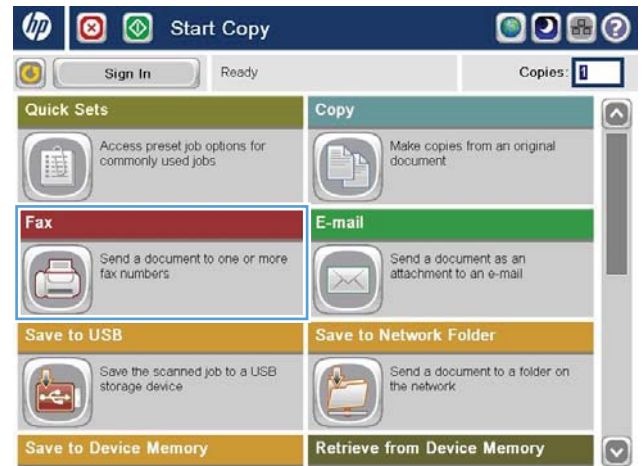 hp Start Copy
Sign In Ready Copies: 1
Quick Sets
Access preset job options for
commonly used jobs
Copy
Make copies from an original
document
Fax
Send a document to one or more
fax numbers
E-mail
Send a document as an
attachment to an e-mail
Save to USB
Save the scanned job to a USB
storage device
Save to Network Folder
Send a document to a folder on
the network
Save to Device Memory
Retrieve from Device Memory